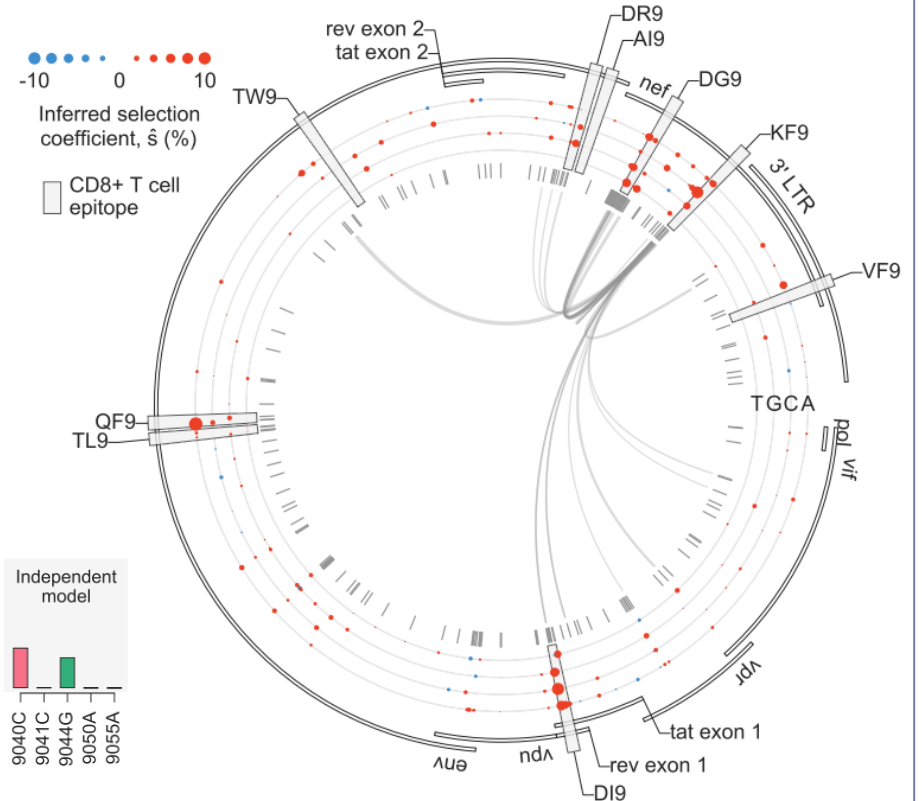 rev exon 2
tat exon 2
DR9
AI9
nef
DG9
KF9
3' LTR
TW9
-10 0 10
Inferred selection
coefficient, ŝ (%)
CD8+ T cell
epitope
VF9
TGCA
QF9
TL9
pol
vif
Independent
model
9040C
9041C
9044G
9050A
9055A
vpr
tat exon 1
rev exon 1
vpu
env
DI9